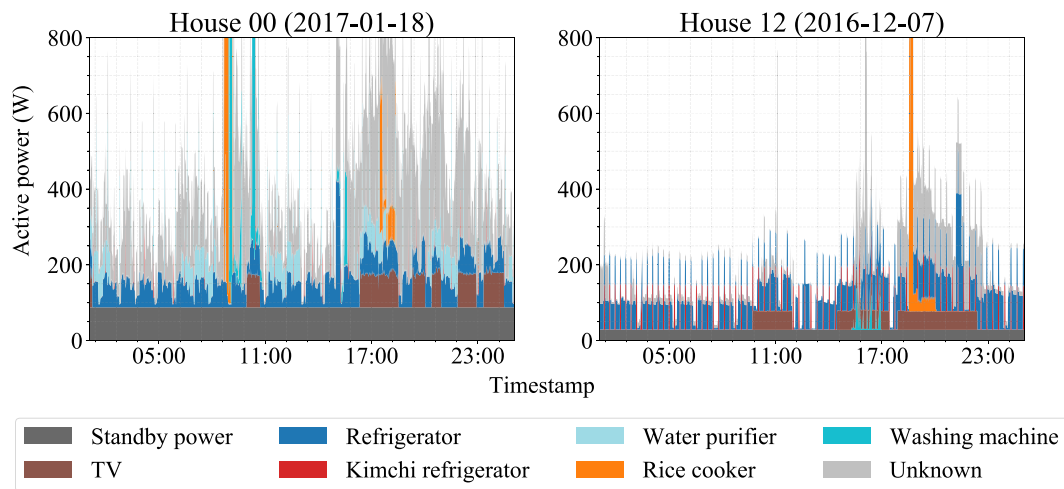 House 00 (2017-01-18)
House 12 (2016-12-07)
Active power (W)
800
600
400
200
0
05:00 11:00 17:00 23:00
800
600
400
200
0
05:00 11:00 17:00 23:00
Timestamp
Standby power Refrigerator Water purifier Washing machine
TV Kimchi refrigerator Rice cooker Unknown